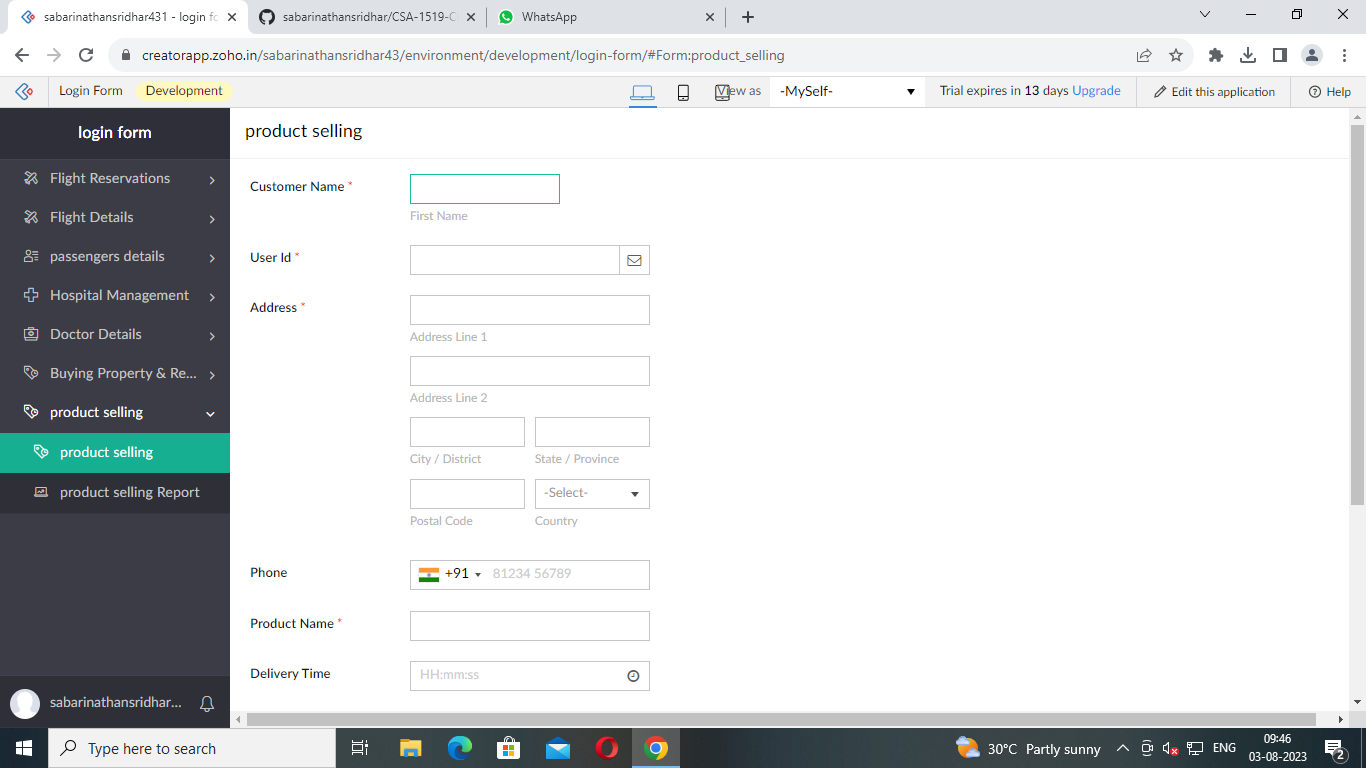 sabarinathansridhar431 - login fo
sabarinathansridhar/CSA-1519-C
WhatsApp
creatorapp.zoho.in/sabarinathansridhar43/environment/development/login-form/#Form:product_selling
Login Form
Development
View as
-MySelf-
Trial expires in 13 days Upgrade
Edit this application
Help
login form
Flight Reservations
Flight Details
passengers details
Hospital Management
Doctor Details
Buying Property & Re...
product selling
product selling
product selling Report
sabarinathansridhar...
product selling
Customer Name *
First Name
User Id *
Address *
Address Line 1
Address Line 2
City / District
State / Province
Postal Code
-Select-
Country
Phone
+91
81234 56789
Product Name *
Delivery Time
HH:mm:ss
Type here to search
30°C Partly sunny
ENG
09:46
03-08-2023
2